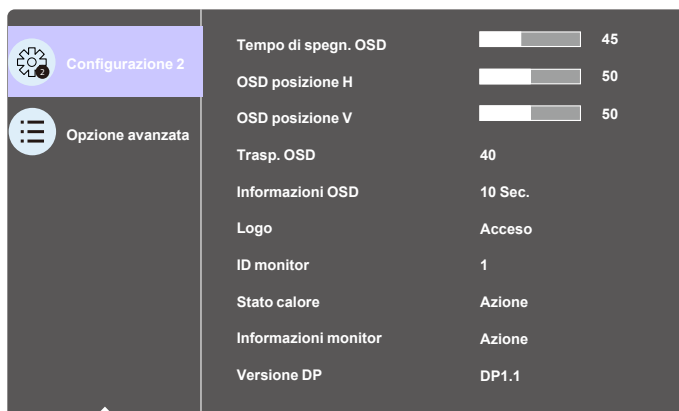 2
Configurazione 2
Opzione avanzata
Tempo di spegn. OSD 45
OSD posizione H 50
OSD posizione V 50
Trasp. OSD 40
Informazioni OSD 10 Sec.
Logo Acceso
ID monitor 1
Stato calore Azione
Informazioni monitor Azione
Versione DP DP1.1